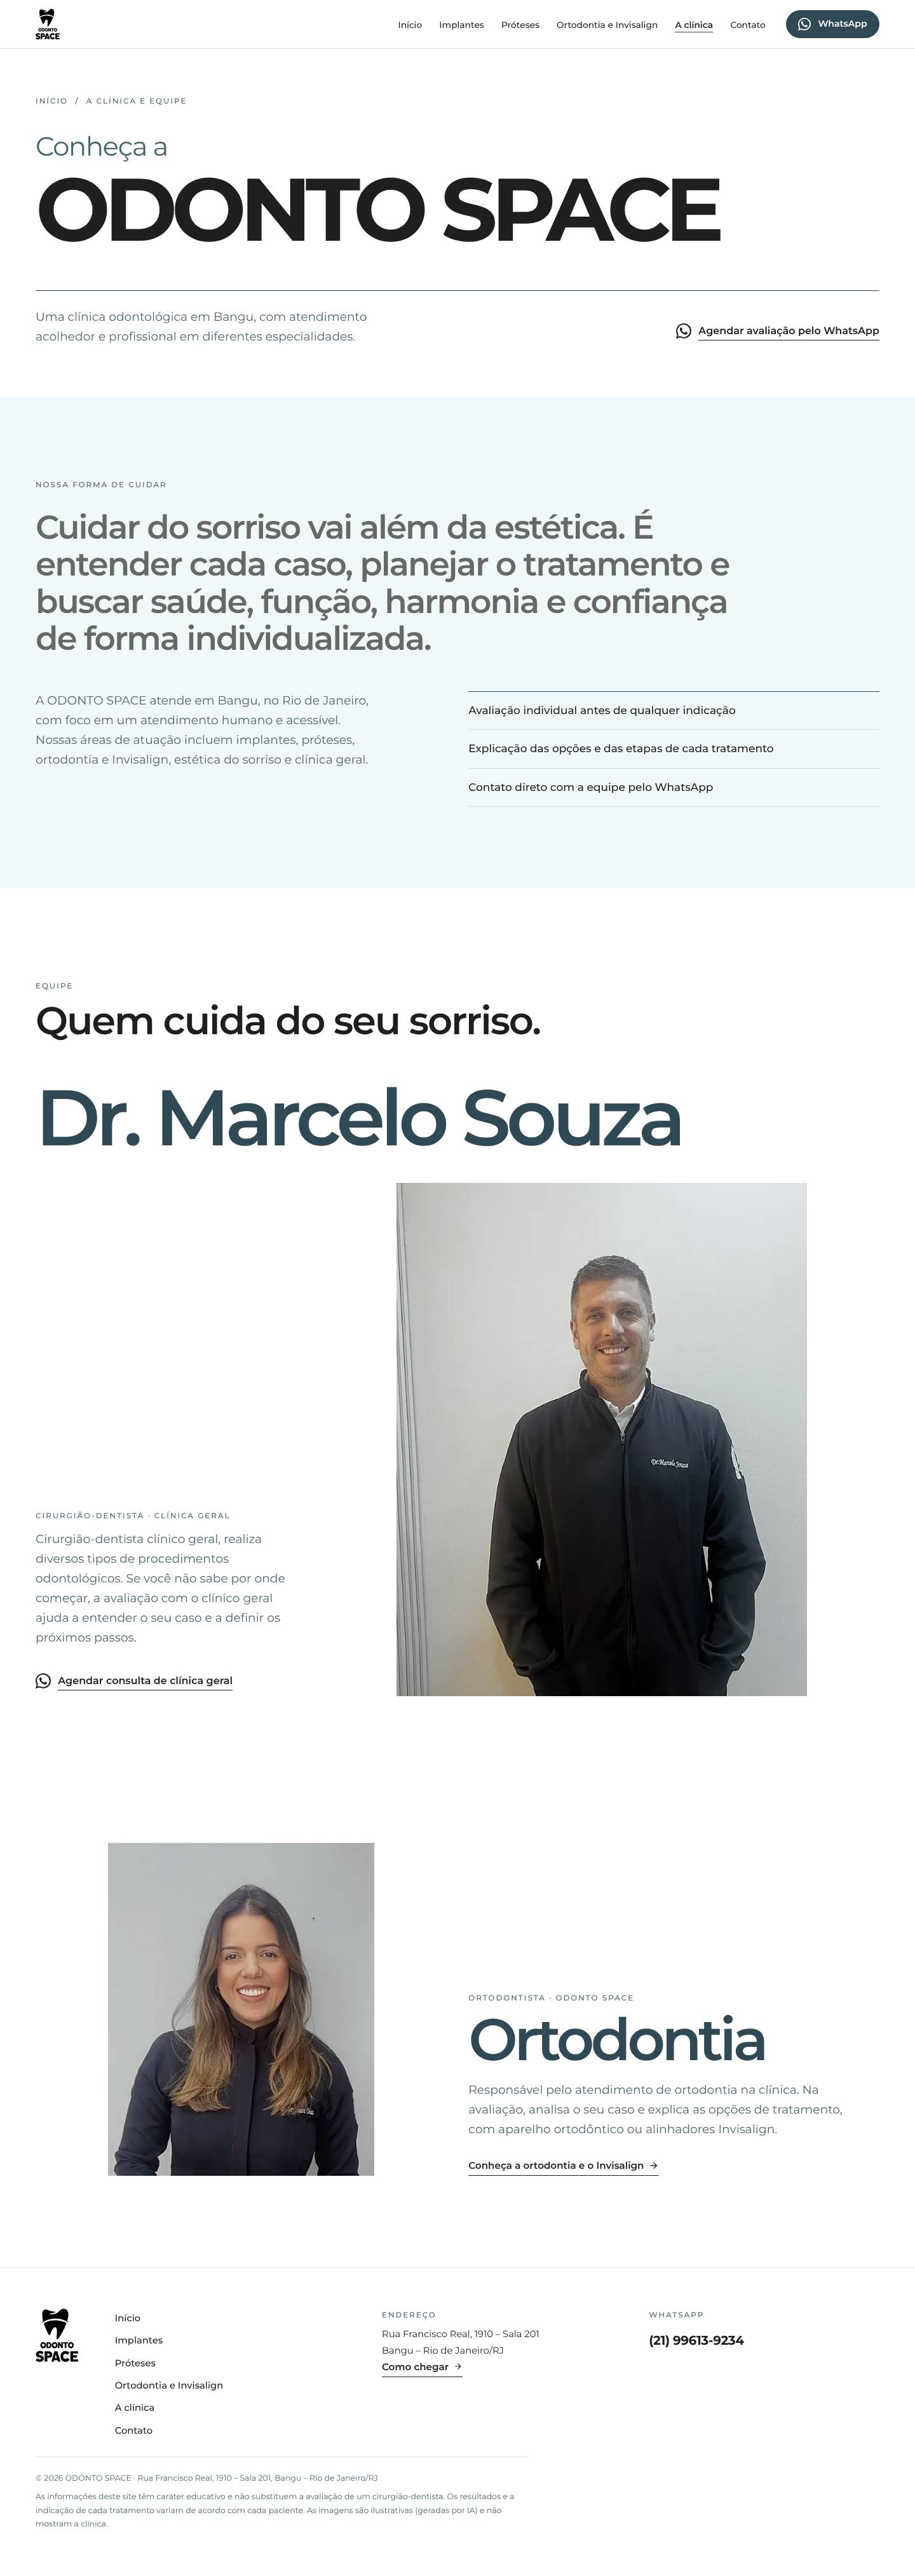 ODONTO
SPACE
Início
Implantes
Próteses
Ortodontia e Invisalign
A clínica
Contato
WhatsApp
INÍCIO / A CLÍNICA E EQUIPE
Conheça a
ODONTO SPACE
Uma clínica odontológica em Bangu, com atendimento
acolhedor e profissional em diferentes especialidades.
Agendar avaliação pelo WhatsApp
NOSSA FORMA DE CUIDAR
Cuidar do sorriso vai além da estética. É
entender cada caso, planejar o tratamento e
buscar saúde, função, harmonia e confiança
de forma individualizada.
A ODONTO SPACE atende em Bangu, no Rio de Janeiro,
com foco em um atendimento humano e acessível.
Nossas áreas de atuação incluem implantes, próteses,
ortodontia e Invisalign, estética do sorriso e clínica geral.
Avaliação individual antes de qualquer indicação
Explicação das opções e das etapas de cada tratamento
Contato direto com a equipe pelo WhatsApp
EQUIPE
Quem cuida do seu sorriso.
Dr. Marcelo Souza
Dr. Marcelo Souza
CIRURGIÃO-DENTISTA · CLÍNICA GERAL
Cirurgião-dentista clínico geral, realiza
diversos tipos de procedimentos
odontológicos. Se você não sabe por onde
começar, a avaliação com o clínico geral
ajuda a entender o seu caso e a definir os
próximos passos.
Agendar consulta de clínica geral
ORTODONTISTA · ODONTO SPACE
Ortodontia
Responsável pelo atendimento de ortodontia na clínica. Na
avaliação, analisa o seu caso e explica as opções de tratamento,
com aparelho ortodôntico ou alinhadores Invisalign.
Conheça a ortodontia e o Invisalign →
ODONTO
SPACE
Início
Implantes
Próteses
Ortodontia e Invisalign
A clínica
Contato
ENDEREÇO
Rua Francisco Real, 1910 – Sala 201
Bangu – Rio de Janeiro/RJ
Como chegar →
WHATSAPP
(21) 99613-9234
© 2026 ODONTO SPACE · Rua Francisco Real, 1910 – Sala 201, Bangu – Rio de Janeiro/RJ
As informações deste site têm caráter educativo e não substituem a avaliação de um cirurgião-dentista. Os resultados e a
indicação de cada tratamento variam de acordo com cada paciente. As imagens são ilustrativas (geradas por IA) e não
mostram a clínica.